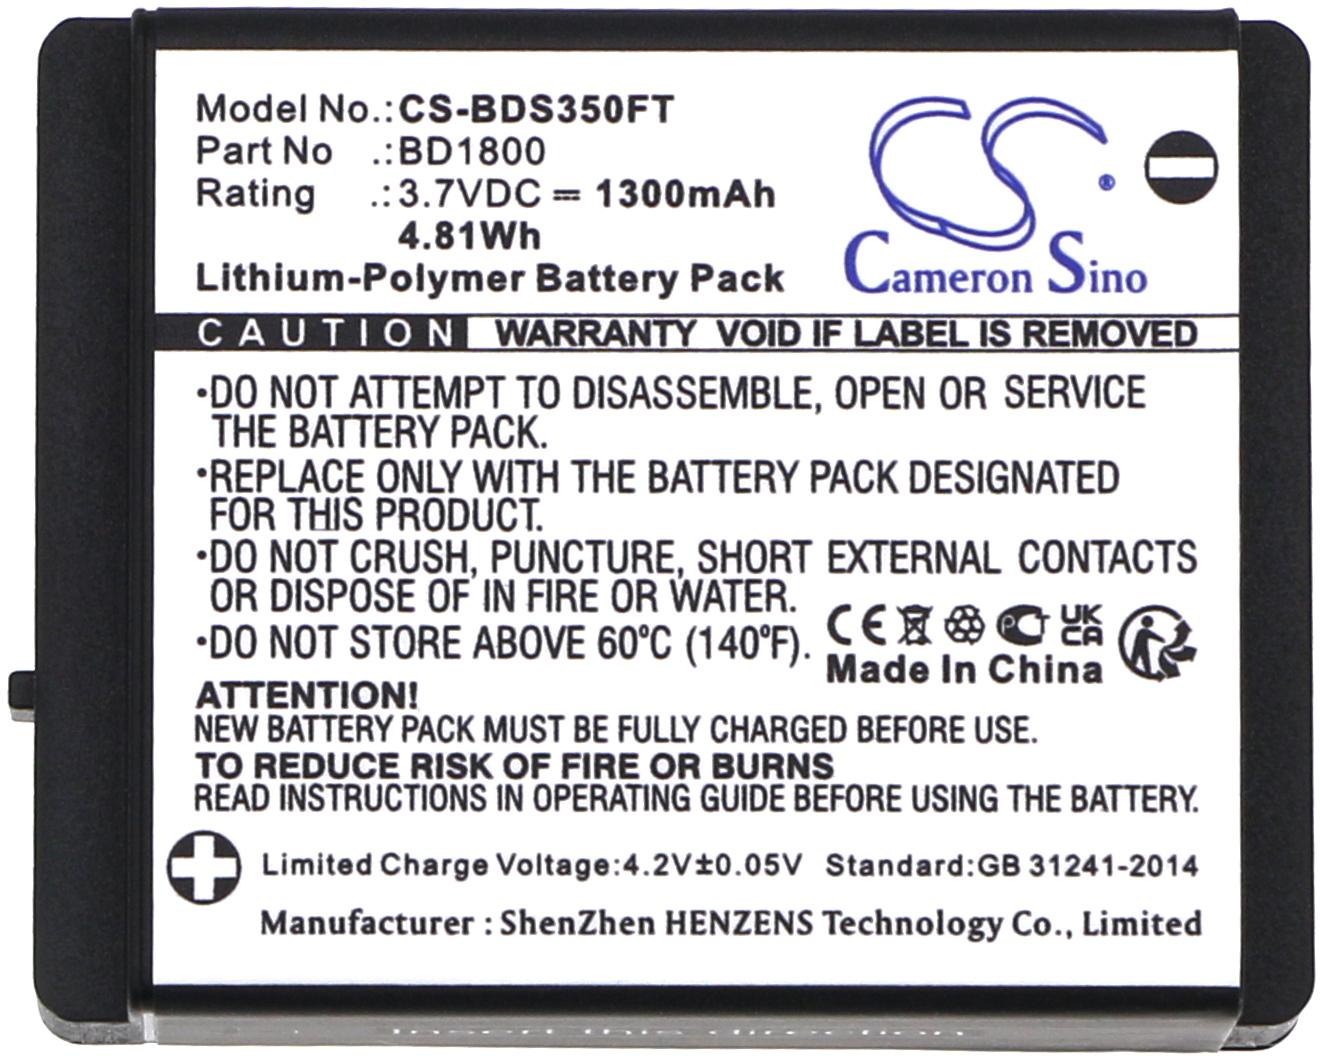 Model No.:CS-BDS350FT
Part No .:BD1800
Rating .:3.7VDC = 1300mAh
4.81Wh
Lithium-Polymer Battery Pack
CS ®
Cameron Sino
CAUTION WARRANTY VOID IF LABEL IS REMOVED
•DO NOT ATTEMPT TO DISASSEMBLE, OPEN OR SERVICE
THE BATTERY PACK.
•REPLACE ONLY WITH THE BATTERY PACK DESIGNATED
FOR THIS PRODUCT.
•DO NOT CRUSH, PUNCTURE, SHORT EXTERNAL CONTACTS
OR DISPOSE OF IN FIRE OR WATER.
•DO NOT STORE ABOVE 60ºC (140ºF).
CE UK CA
Made In China
ATTENTION!
NEW BATTERY PACK MUST BE FULLY CHARGED BEFORE USE.
TO REDUCE RISK OF FIRE OR BURNS
READ INSTRUCTIONS IN OPERATING GUIDE BEFORE USING THE BATTERY.
Limited Charge Voltage:4.2V±0.05V Standard:GB 31241-2014
Manufacturer : ShenZhen HENZENS Technology Co., Limited
Insert this direction